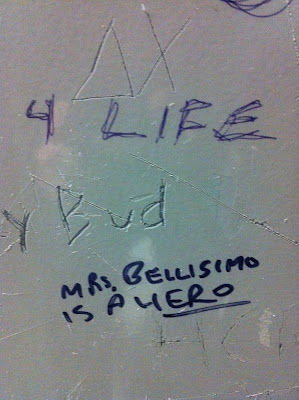 ΔX
4 LIFE
y Bud
MRS. BELLISIMO
IS A HERO